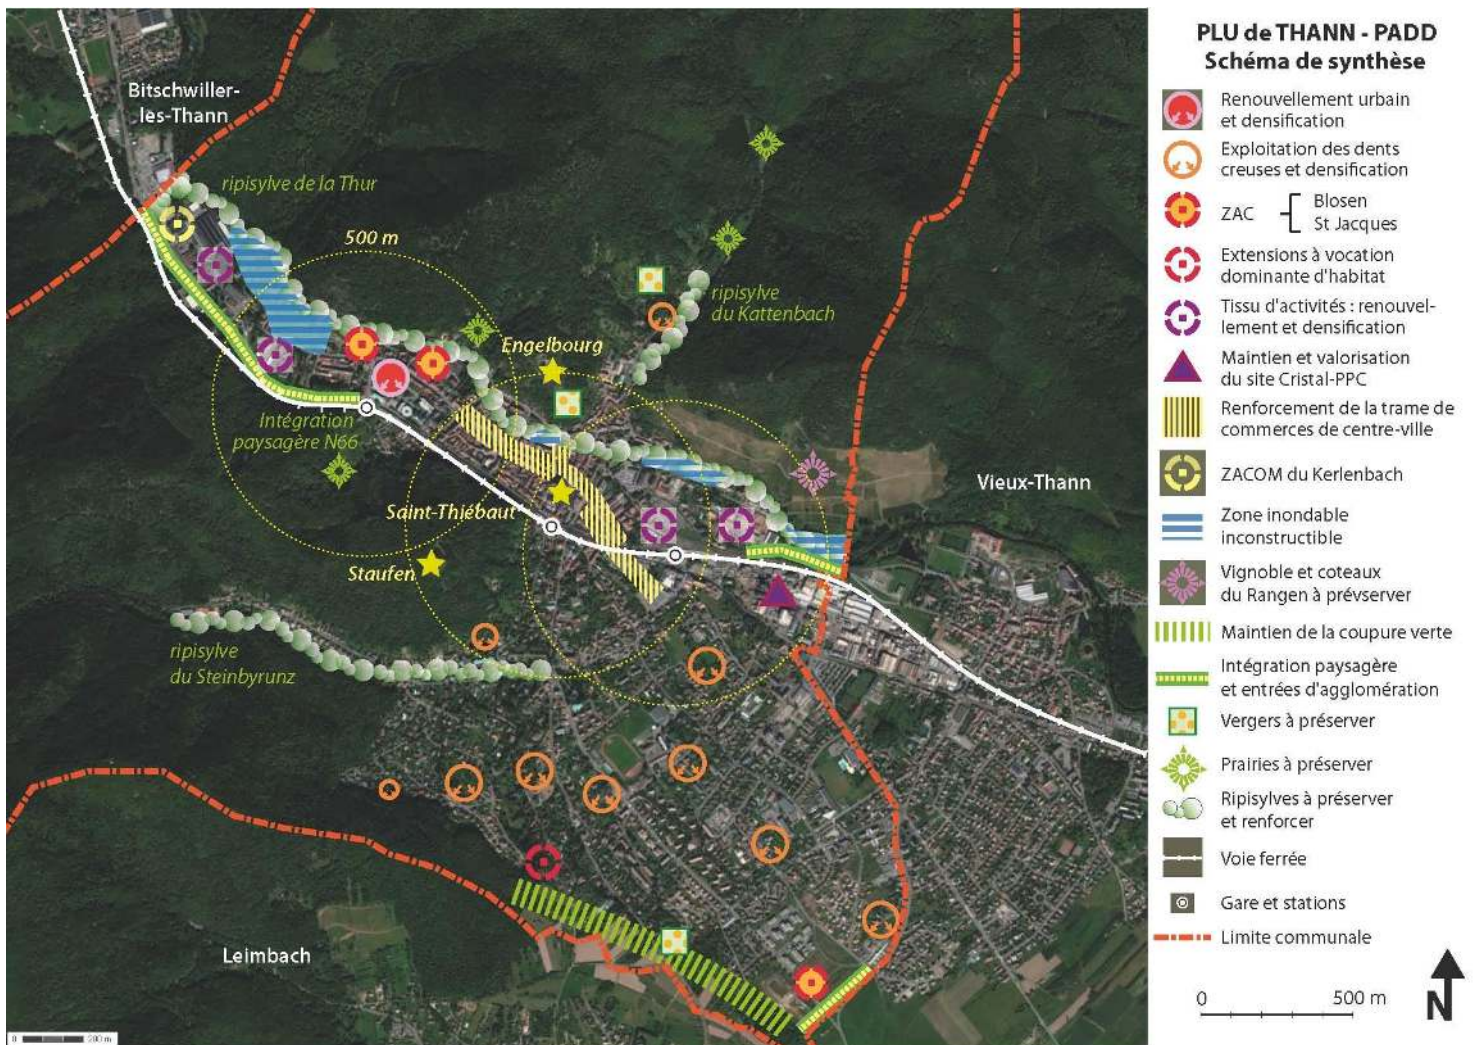 PLU de THANN - PADD
Schéma de synthèse
Renouvellement urbain
et densification
Exploitation des dents
creuses et densification
ZAC
Blosen
St Jacques
Extensions à vocation
dominante d'habitat
Tissu d'activités : renouvel-
lement et densification
Maintien et valorisation
du site Cristal-PPC
Renforcement de la trame de
commerces de centre-ville
ZACOM du Kerlenbach
Zone inondable
inconstructible
Vignoble et coteaux
du Rangen à prévserver
Maintien de la coupure verte
Intégration paysagère
et entrées d'agglomération
Vergers à préserver
Prairies à préserver
Ripisylves à préserver
et renforcer
Voie ferrée
Gare et stations
Limite communale
0 500 m
N
Bitschwiller-
les-Thann
ripisylve de la Thur
500 m
ripisylve
du Kattenbach
Engelbourg
Intégration
paysagère N66
Vieux-Thann
Saint-Thiébaut
Staufen
ripisylve
du Steinbyrunz
Leimbach
0 200 m